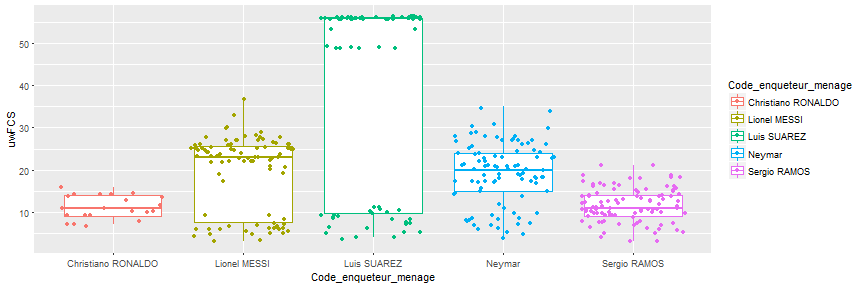 uwFCS
50
40
30
20
10
Christiano RONALDO
Lionel MESSI
Luis SUAREZ
Neymar
Sergio RAMOS
Code_enqueteur_menage
Code_enqueteur_menage
Christiano RONALDO
Lionel MESSI
Luis SUAREZ
Neymar
Sergio RAMOS